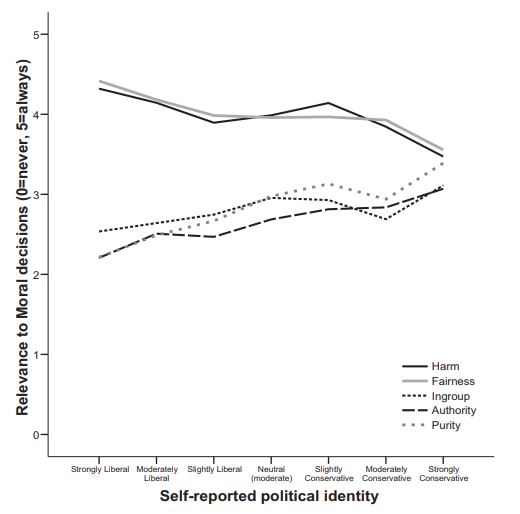 Relevance to Moral decisions (0=never, 5=always)
5
4
3
2
1
0
Harm
Fairness
Ingroup
Authority
Purity
Strongly Liberal
Moderately
Liberal
Slightly Liberal
Neutral
(moderate)
Slightly
Conservative
Moderately
Conservative
Strongly
Conservative
Self-reported political identity